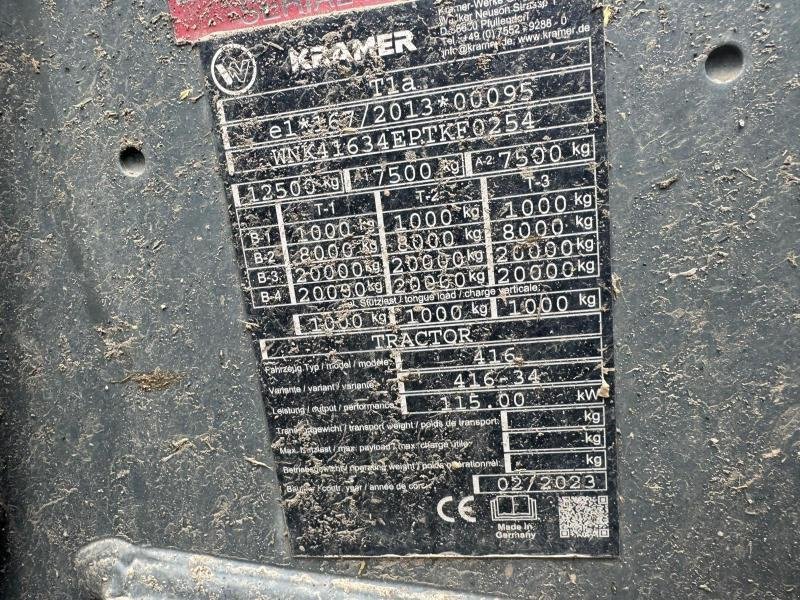 SERIAL
KRAMER
Kramer-Werke
Wacker Neuson Straße
D-88630 Pfullendorf
Tel +49 (0) 7552 - 9288 - 0
info@kramer.de, www.kramer.de
T1a
e1*167/2013*00095
WNK41634EPTKF0254
12500 kg 7500 kg A-2 7500 kg
T-1 T-2 T-3
B-1 1000 kg 1000 kg 1000 kg
B-2 8000 kg 8000 kg 8000 kg
B-3 20000 kg 20000 kg 20000 kg
B-4 20000 kg 20000 kg 20000 kg
Stützlast / tongue load / charge verticale:
1000 kg 1000 kg 1000 kg
TRACTOR
Fahrzeug Typ / model / modèle: 416
Variante / variant / variante: 416-34
Leistung / output / performance: 115.00 kW
/ transport weight / poids de transport: kg
Max. / max. payload / max. charge utile: kg
Betriebsgewicht / operating weight / poids opérationnel: kg
Baujahr / contr. year / année de 02/2023
CE
Made in
Germany